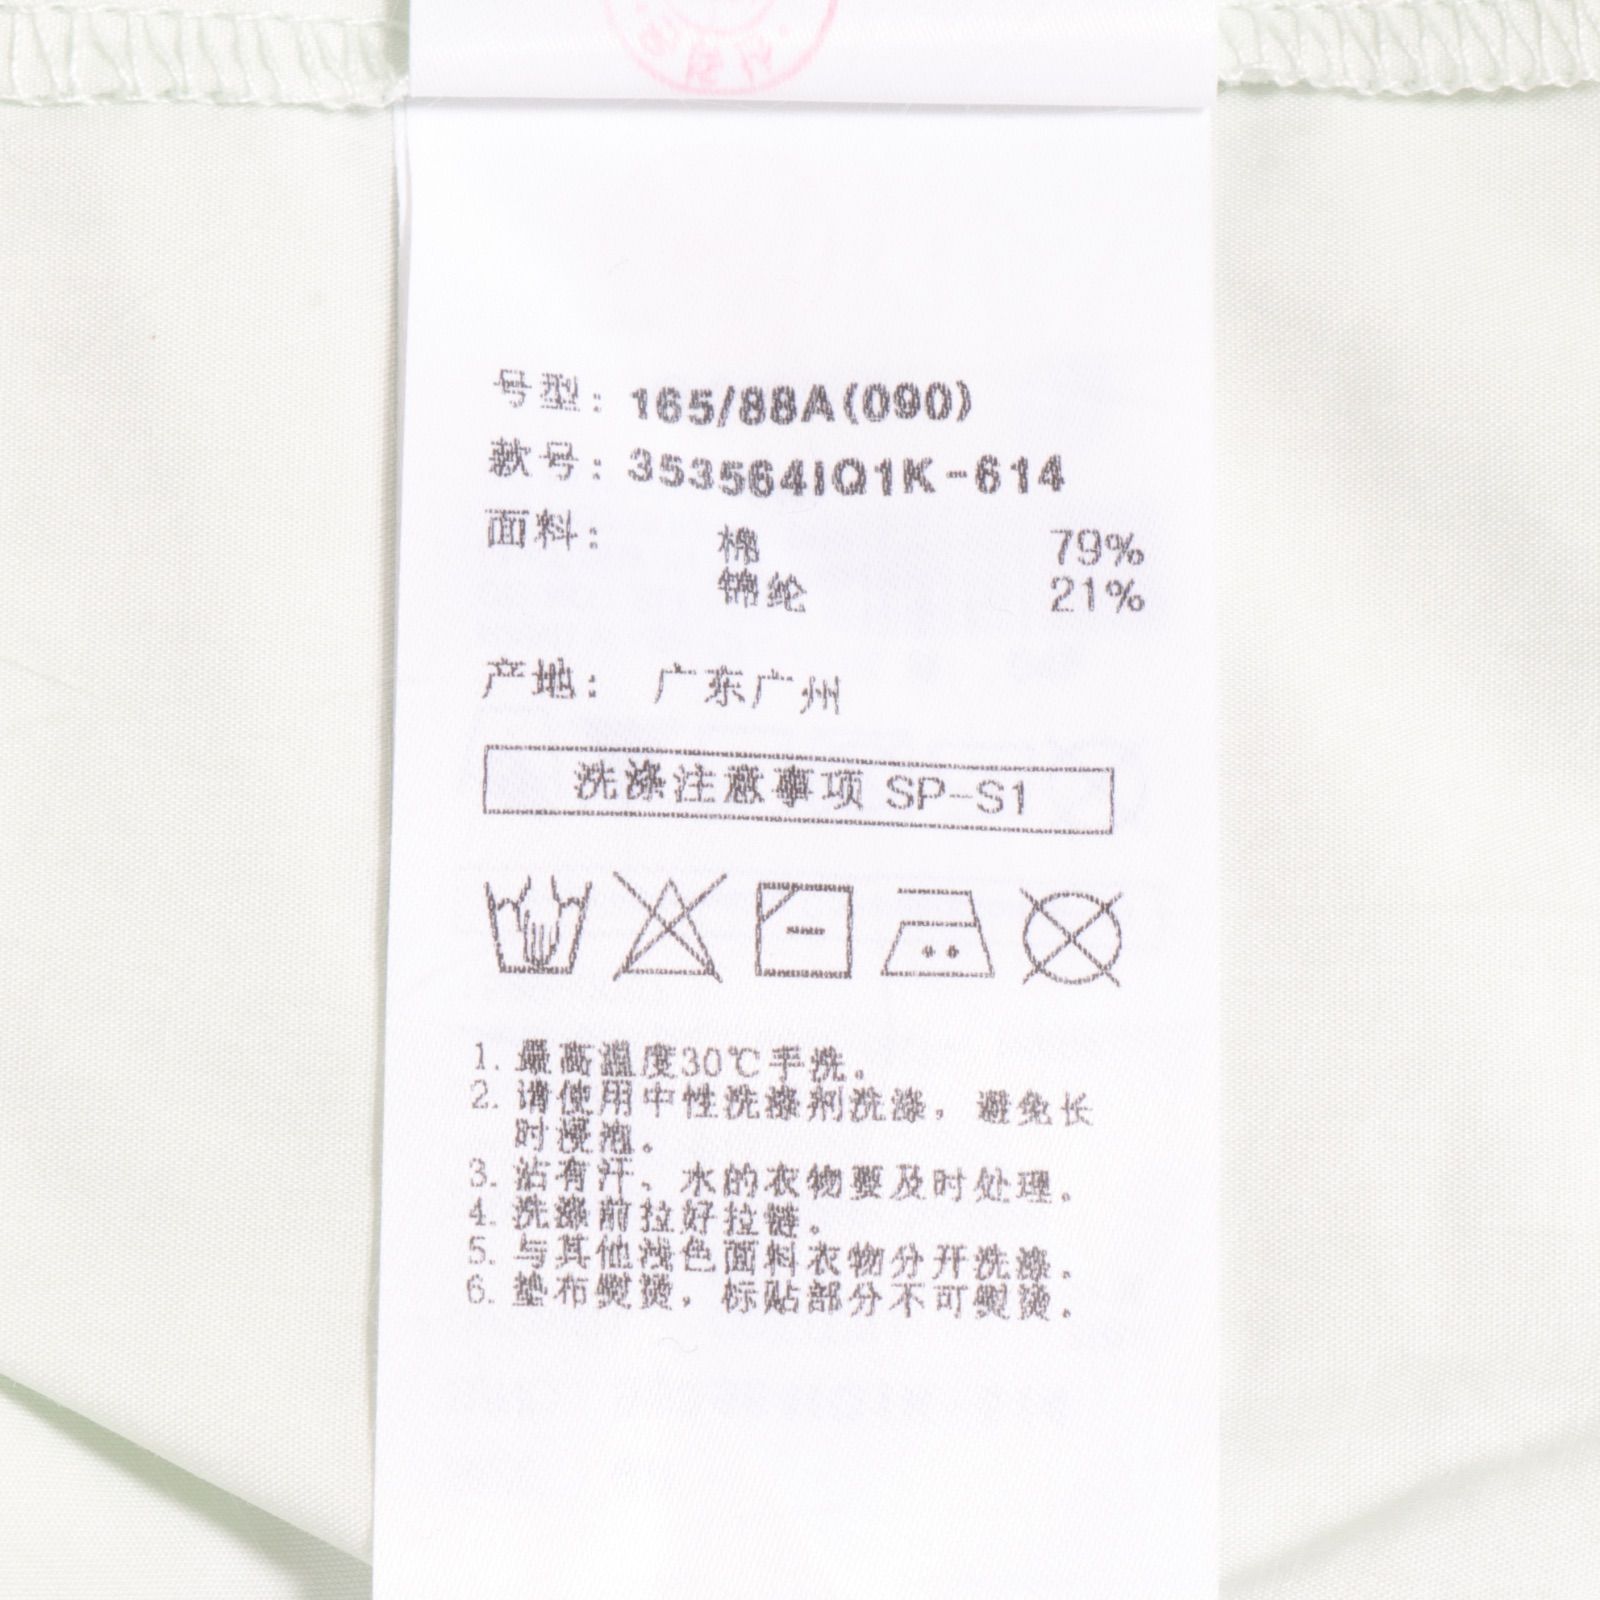 号型: 165/88A(090)
款号: 353564IQ1K-614
面料: 棉 79%
锦纶 21%
产地: 广东广州
洗涤注意事项 SP-S1
1. 最高温度30℃手洗。
2. 请使用中性洗涤剂洗涤，避免长
时浸泡。
3. 沾有汗、水的衣物要及时处理。
4. 洗涤前拉好拉链。
5. 与其他浅色面料衣物分开洗涤。
6. 垫布熨烫，标贴部分不可熨烫。